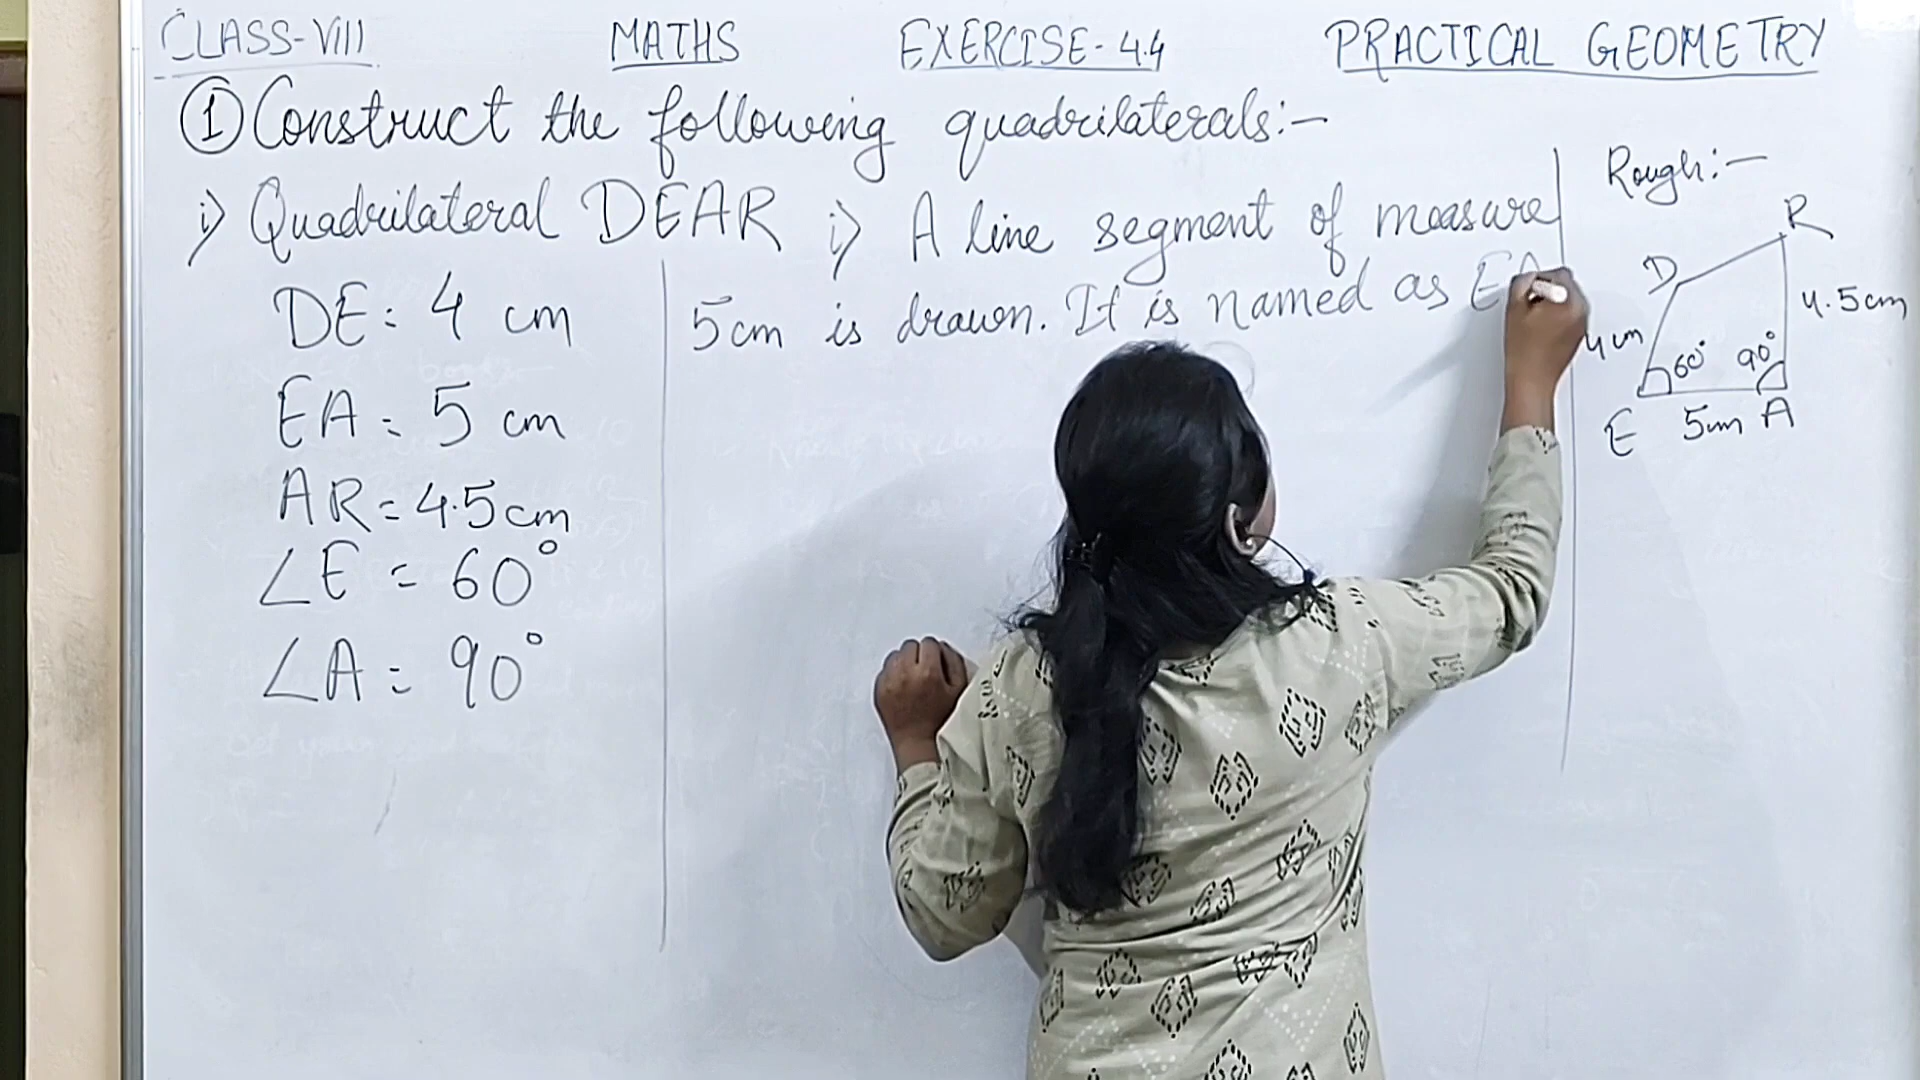 CLASS-VIII MATHS EXERCISE-4.4 PRACTICAL GEOMETRY
① Construct the following quadrilaterals:-
i) Quadrilateral DEAR
DE = 4 cm
EA = 5 cm
AR = 4.5cm
∠E = 60°
∠A = 90°
i) A line segment of measure
5cm is drawn. It is named as EA
Rough:-
R
D
4.5cm
4cm
60° 90°
E 5cm A